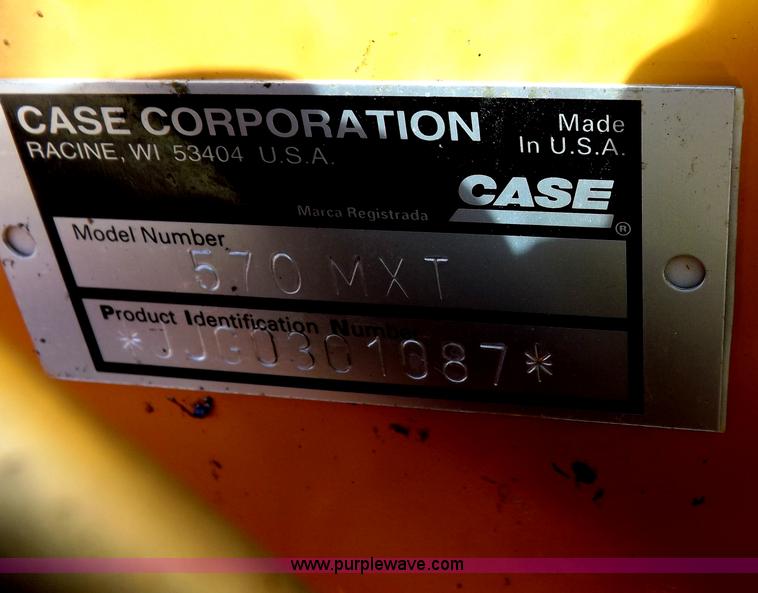 CASE CORPORATION
RACINE, WI 53404 U.S.A.
Made
In U.S.A.
CASE
Marca Registrada
®
Model Number
570 MXT
Product Identification Number
*JJG0301087*
www.purplewave.com